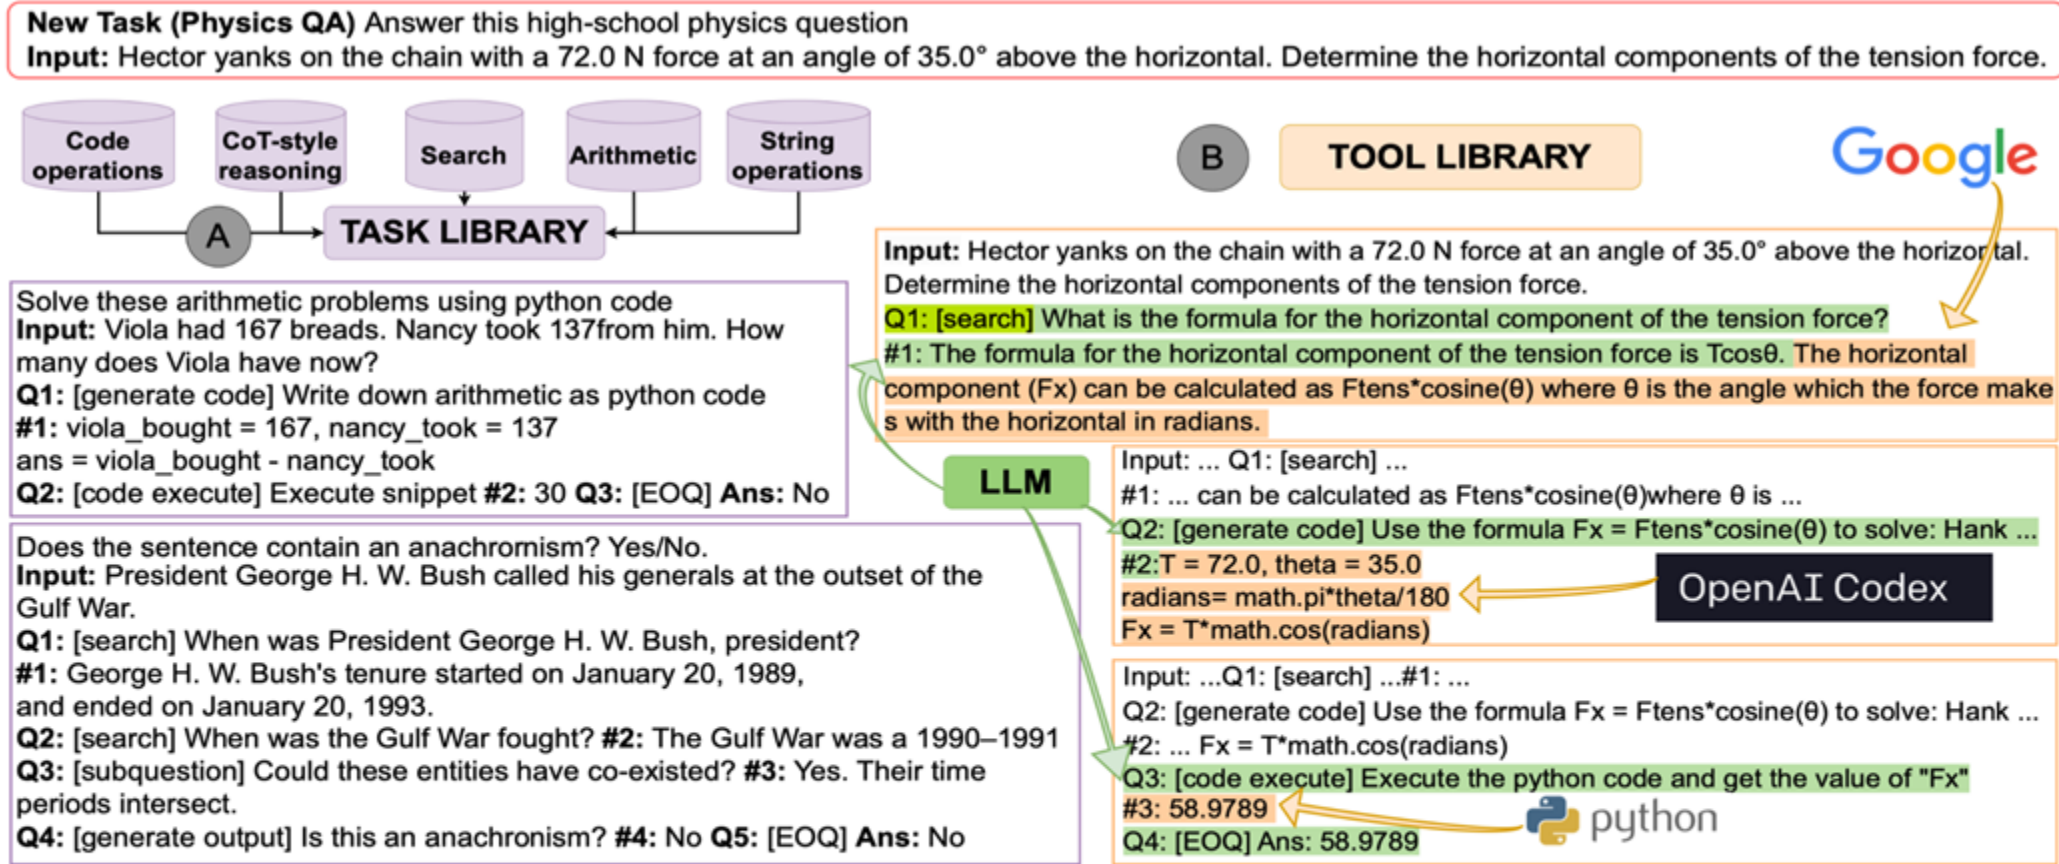 New Task (Physics QA) Answer this high-school physics question
Input: Hector yanks on the chain with a 72.0 N force at an angle of 35.0° above the horizontal. Determine the horizontal components of the tension force.
Code operations
CoT-style reasoning
Search
Arithmetic
String operations
A
TASK LIBRARY
Solve these arithmetic problems using python code
Input: Viola had 167 breads. Nancy took 137from him. How
many does Viola have now?
Q1: [generate code] Write down arithmetic as python code
#1: viola_bought = 167, nancy_took = 137
ans = viola_bought - nancy_took
Q2: [code execute] Execute snippet #2: 30 Q3: [EOQ] Ans: No
Does the sentence contain an anachrornism? Yes/No.
Input: President George H. W. Bush called his generals at the outset of the
Gulf War.
Q1: [search] When was President George H. W. Bush, president?
#1: George H. W. Bush's tenure started on January 20, 1989,
and ended on January 20, 1993.
Q2: [search] When was the Gulf War fought? #2: The Gulf War was a 1990–1991
Q3: [subquestion] Could these entities have co-existed? #3: Yes. Their time
periods intersect.
Q4: [generate output] Is this an anachronism? #4: No Q5: [EOQ] Ans: No
B
TOOL LIBRARY
Google
Input: Hector yanks on the chain with a 72.0 N force at an angle of 35.0° above the horizontal.
Determine the horizontal components of the tension force.
Q1: [search] What is the formula for the horizontal component of the tension force?
#1: The formula for the horizontal component of the tension force is Tcosθ. The horizontal
component (Fx) can be calculated as Ftens*cosine(θ) where θ is the angle which the force make
s with the horizontal in radians.
LLM
Input: ... Q1: [search] ...
#1: ... can be calculated as Ftens*cosine(θ)where θ is ...
Q2: [generate code] Use the formula Fx = Ftens*cosine(θ) to solve: Hank ...
#2:T = 72.0, theta = 35.0
radians= math.pi*theta/180
Fx = T*math.cos(radians)
OpenAI Codex
Input: ...Q1: [search] ...#1: ...
Q2: [generate code] Use the formula Fx = Ftens*cosine(θ) to solve: Hank ...
#2: ... Fx = T*math.cos(radians)
Q3: [code execute] Execute the python code and get the value of "Fx"
#3: 58.9789
Q4: [EOQ] Ans: 58.9789
python